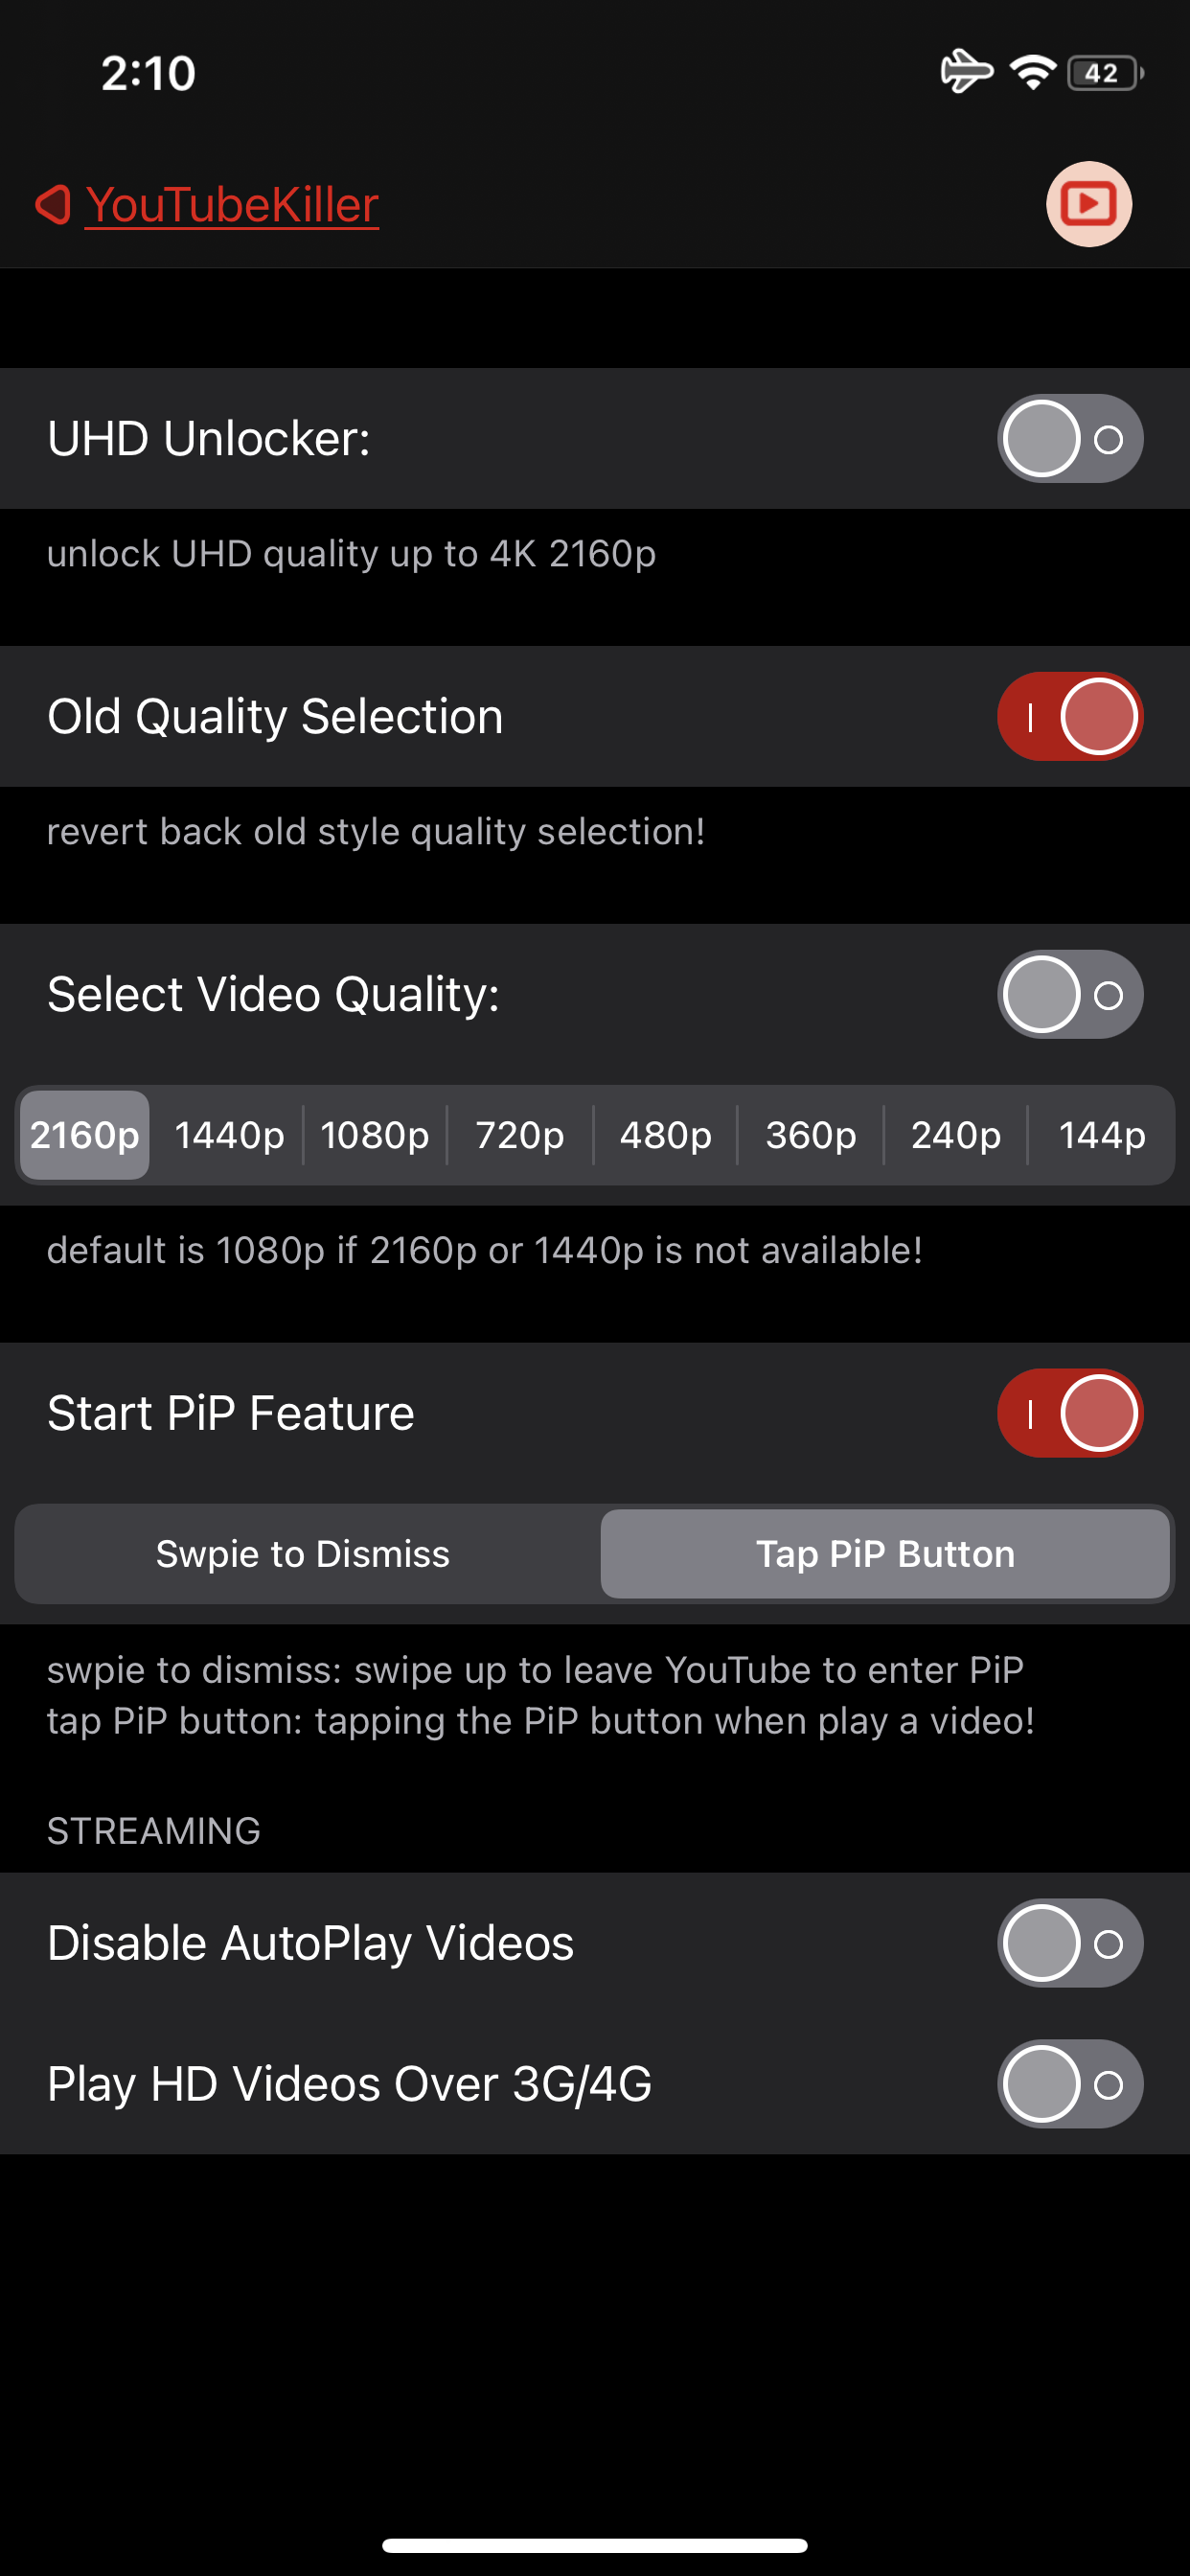 2:10
42
YouTubeKiller
UHD Unlocker:
unlock UHD quality up to 4K 2160p
Old Quality Selection
revert back old style quality selection!
Select Video Quality:
2160p 1440p 1080p 720p 480p 360p 240p 144p
default is 1080p if 2160p or 1440p is not available!
Start PiP Feature
Swpie to Dismiss Tap PiP Button
swpie to dismiss: swipe up to leave YouTube to enter PiP
tap PiP button: tapping the PiP button when play a video!
STREAMING
Disable AutoPlay Videos
Play HD Videos Over 3G/4G